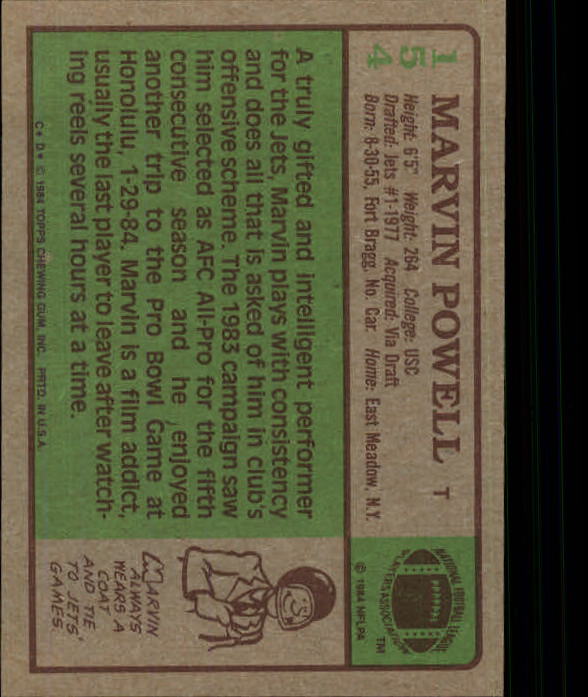 154
MARVIN POWELL T
Height: 6'5" Weight: 264 College: USC
Drafted: Jets #1-1977 Acquired: Via Draft
Born: 8-30-55, Fort Bragg, No. Car. Home: East Meadow, N.Y.
NATIONAL FOOTBALL LEAGUE
PLAYERS ASSOCIATION
TM
© 1984 NFLPA
A truly gifted and intelligent performer
for the Jets, Marvin plays with consistency
and does all that is asked of him in club's
offensive scheme. The 1983 campaign saw
him selected as AFC All-Pro for the fifth
consecutive season and he enjoyed
another trip to the Pro Bowl Game at
Honolulu, 1-29-84. Marvin is a film addict,
usually the last player to leave after watch-
ing reels several hours at a time.
MARVIN
ALWAYS
WEARS A
COAT
AND TIE
TO JETS'
GAMES.
C* D* © 1984 TOPPS CHEWING GUM, INC. PRTD. IN U.S.A.